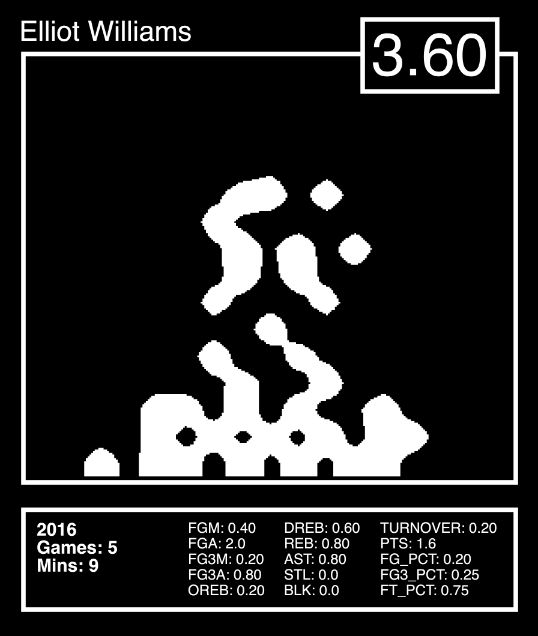 Elliot Williams
3.60
2016
Games: 5
Mins: 9
FGM: 0.40
FGA: 2.0
FG3M: 0.20
FG3A: 0.80
OREB: 0.20
DREB: 0.60
REB: 0.80
AST: 0.80
STL: 0.0
BLK: 0.0
TURNOVER: 0.20
PTS: 1.6
FG_PCT: 0.20
FG3_PCT: 0.25
FT_PCT: 0.75